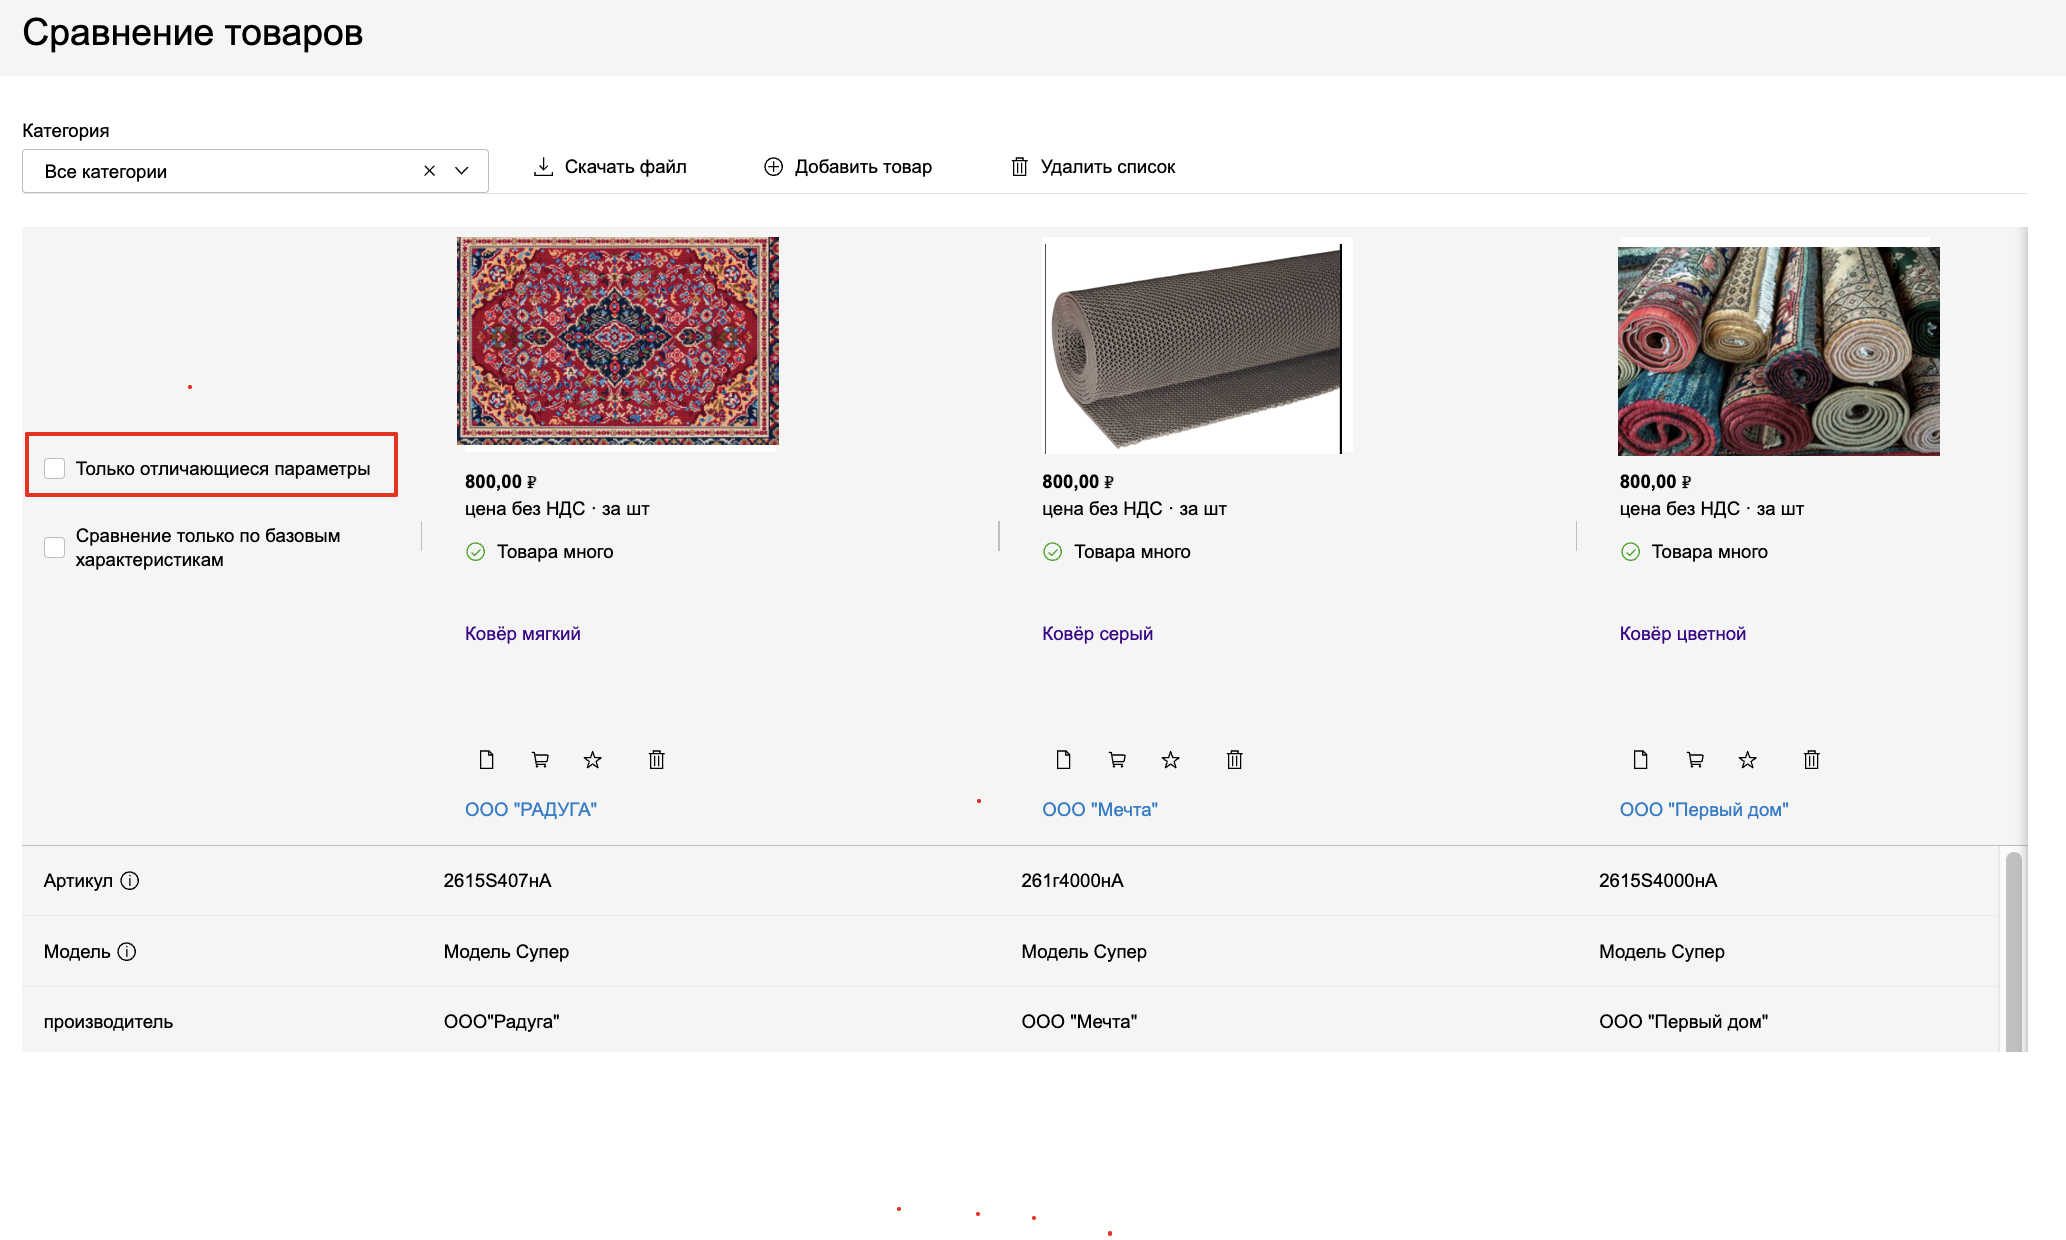 Сравнение товаров
Категория
Все категории
Скачать файл
Добавить товар
Удалить список
Только отличающиеся параметры
Сравнение только по базовым
характеристикам
800,00 ₽
цена без НДС · за шт
Товара много
Ковёр мягкий
ООО "РАДУГА"
800,00 ₽
цена без НДС · за шт
Товара много
Ковёр серый
ООО "Мечта"
800,00 ₽
цена без НДС · за шт
Товара много
Ковёр цветной
ООО "Первый дом"
Артикул 2615S407нА 261г4000нА 2615S4000нА
Модель Модель Супер Модель Супер Модель Супер
производитель ООО"Радуга" ООО "Мечта" ООО "Первый дом"